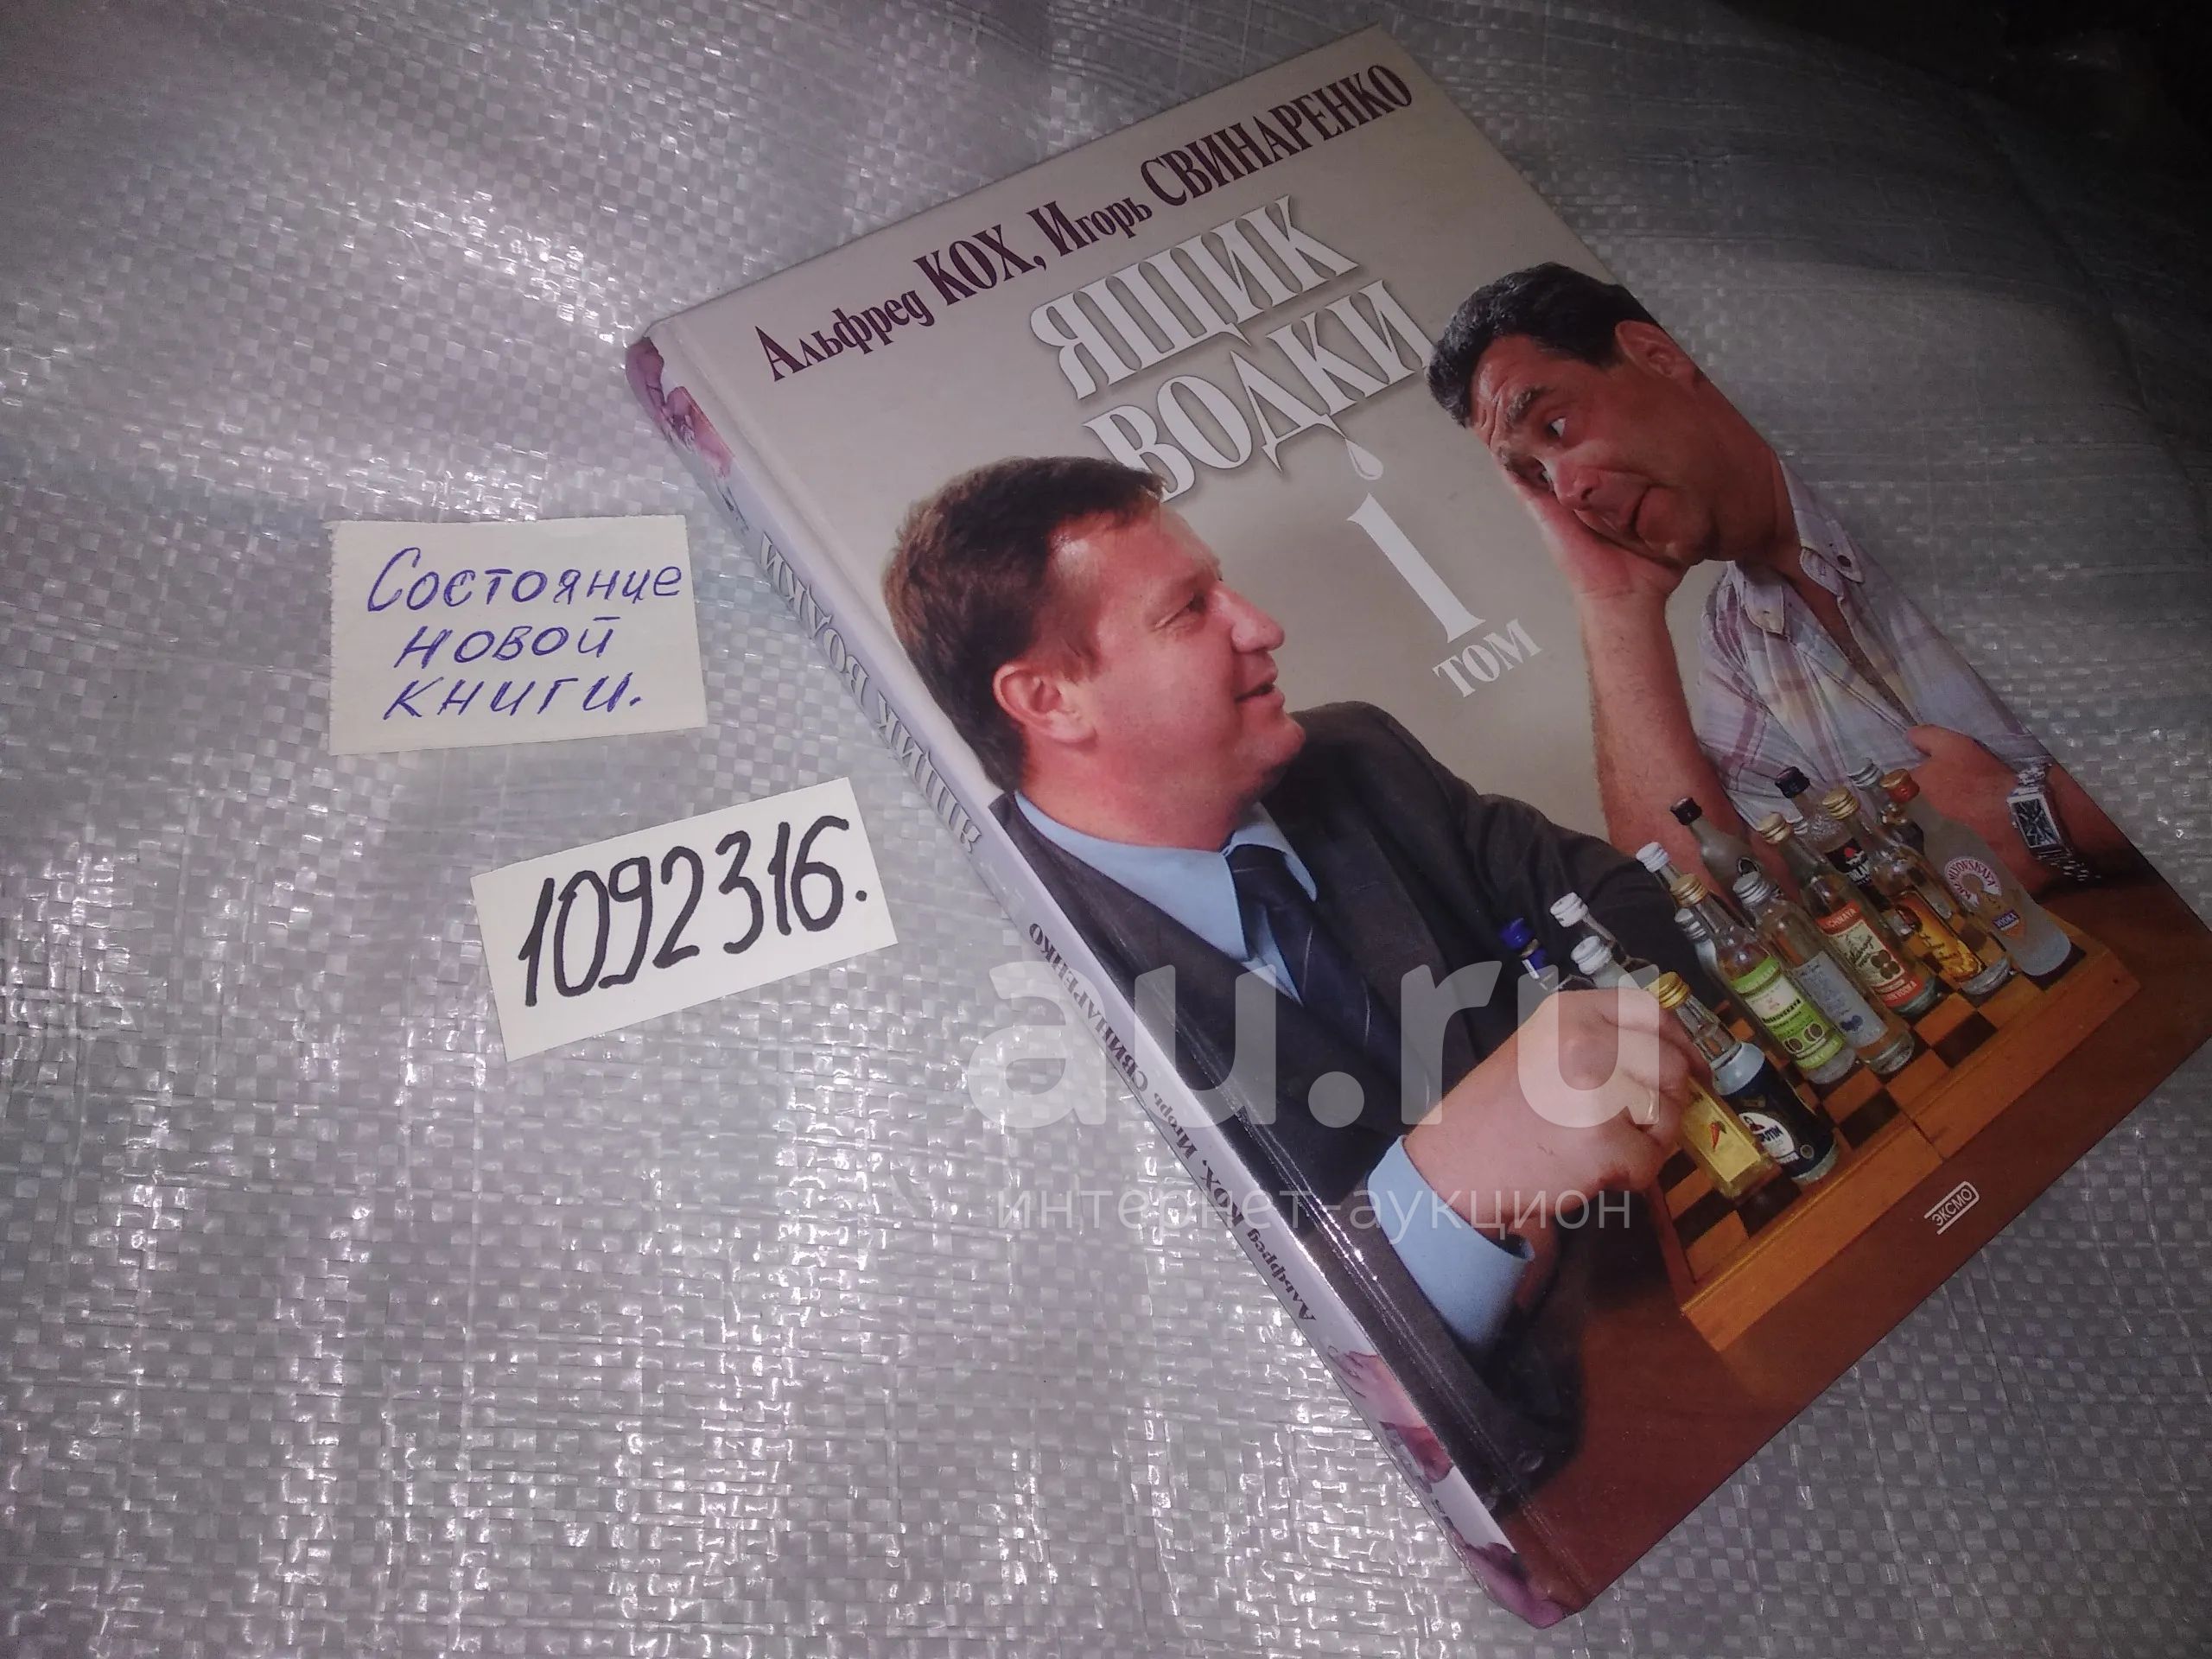 Альфред КОХ, Игорь СВИНАРЕНКО
ЯЩИК
ВОДКИ
1
ТОМ
Состояние
новой
книги.
1092316.
ЯЩИК ВОДКИ
Альфред КОХ, Игорь СВИНАРЕНКО
au.ru
интернет-аукцион
ЭКСМО